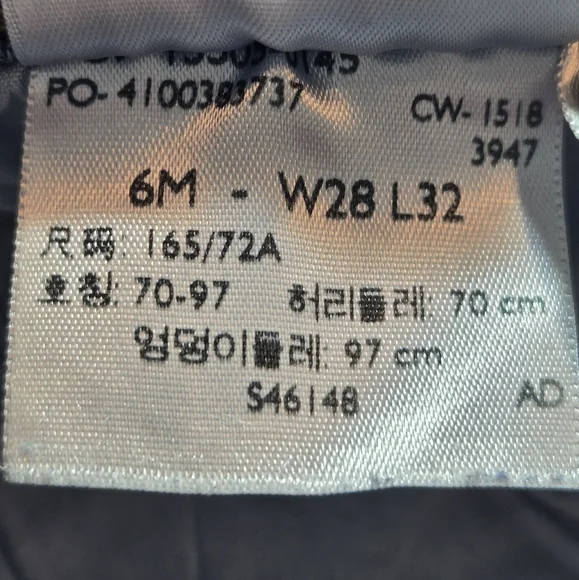 PO- 4100383737
CW- 1518
3947
6M - W28 L32
尺码: 165/72A
호칭: 70-97 허리둘레: 70 cm
엉덩이둘레: 97 cm
S46148 AD